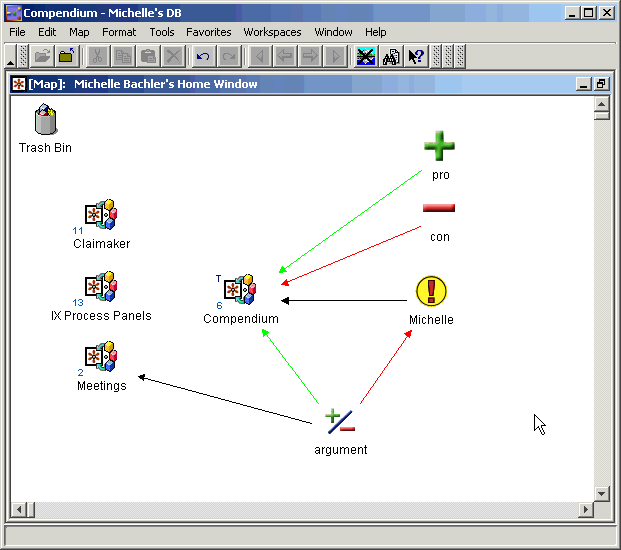 Compendium - Michelle's DB
File Edit Map Format Tools Favorites Workspaces Window Help
[Map]: Michelle Bachler's Home Window
Trash Bin
pro
con
11
Claimaker
13
IX Process Panels
T
6
Compendium
Michelle
2
Meetings
argument